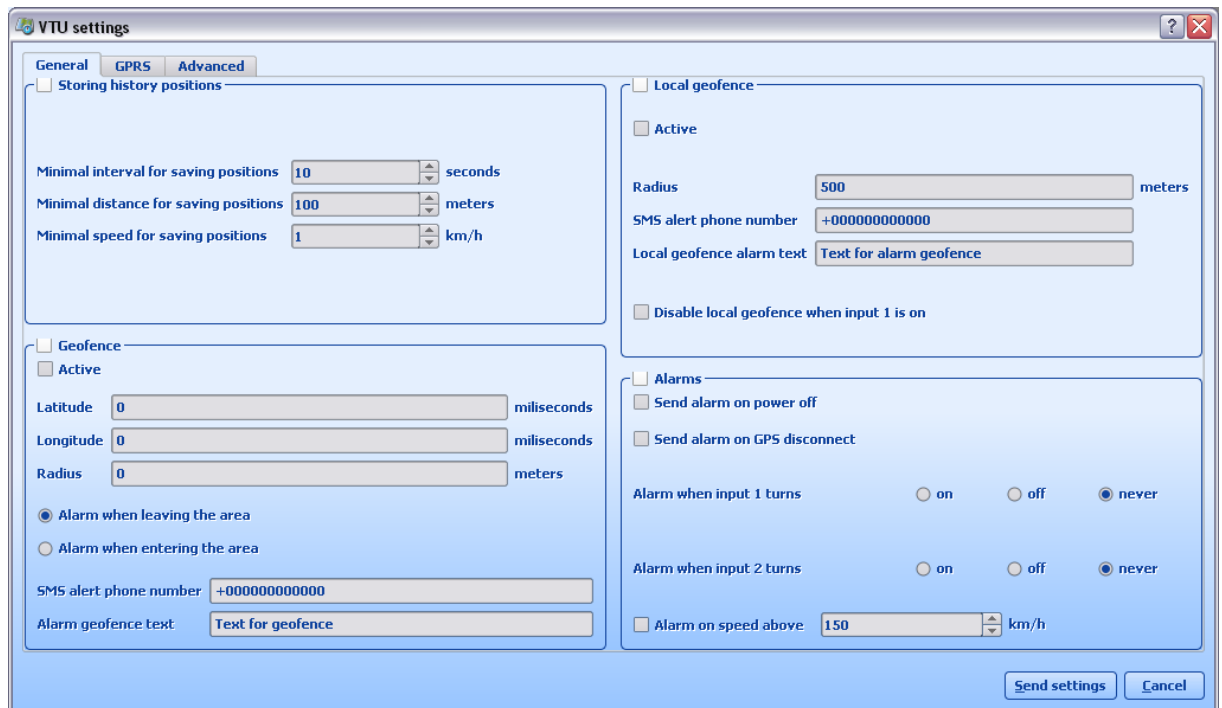 VTU settings
General GPRS Advanced
Storing history positions
Minimal interval for saving positions 10 seconds
Minimal distance for saving positions 100 meters
Minimal speed for saving positions 1 km/h
Geofence
Active
Latitude 0 miliseconds
Longitude 0 miliseconds
Radius 0 meters
Alarm when leaving the area
Alarm when entering the area
SMS alert phone number +000000000000
Alarm geofence text Text for geofence
Local geofence
Active
Radius 500 meters
SMS alert phone number +000000000000
Local geofence alarm text Text for alarm geofence
Disable local geofence when input 1 is on
Alarms
Send alarm on power off
Send alarm on GPS disconnect
Alarm when input 1 turns on off never
Alarm when input 2 turns on off never
Alarm on speed above 150 km/h
Send settings Cancel